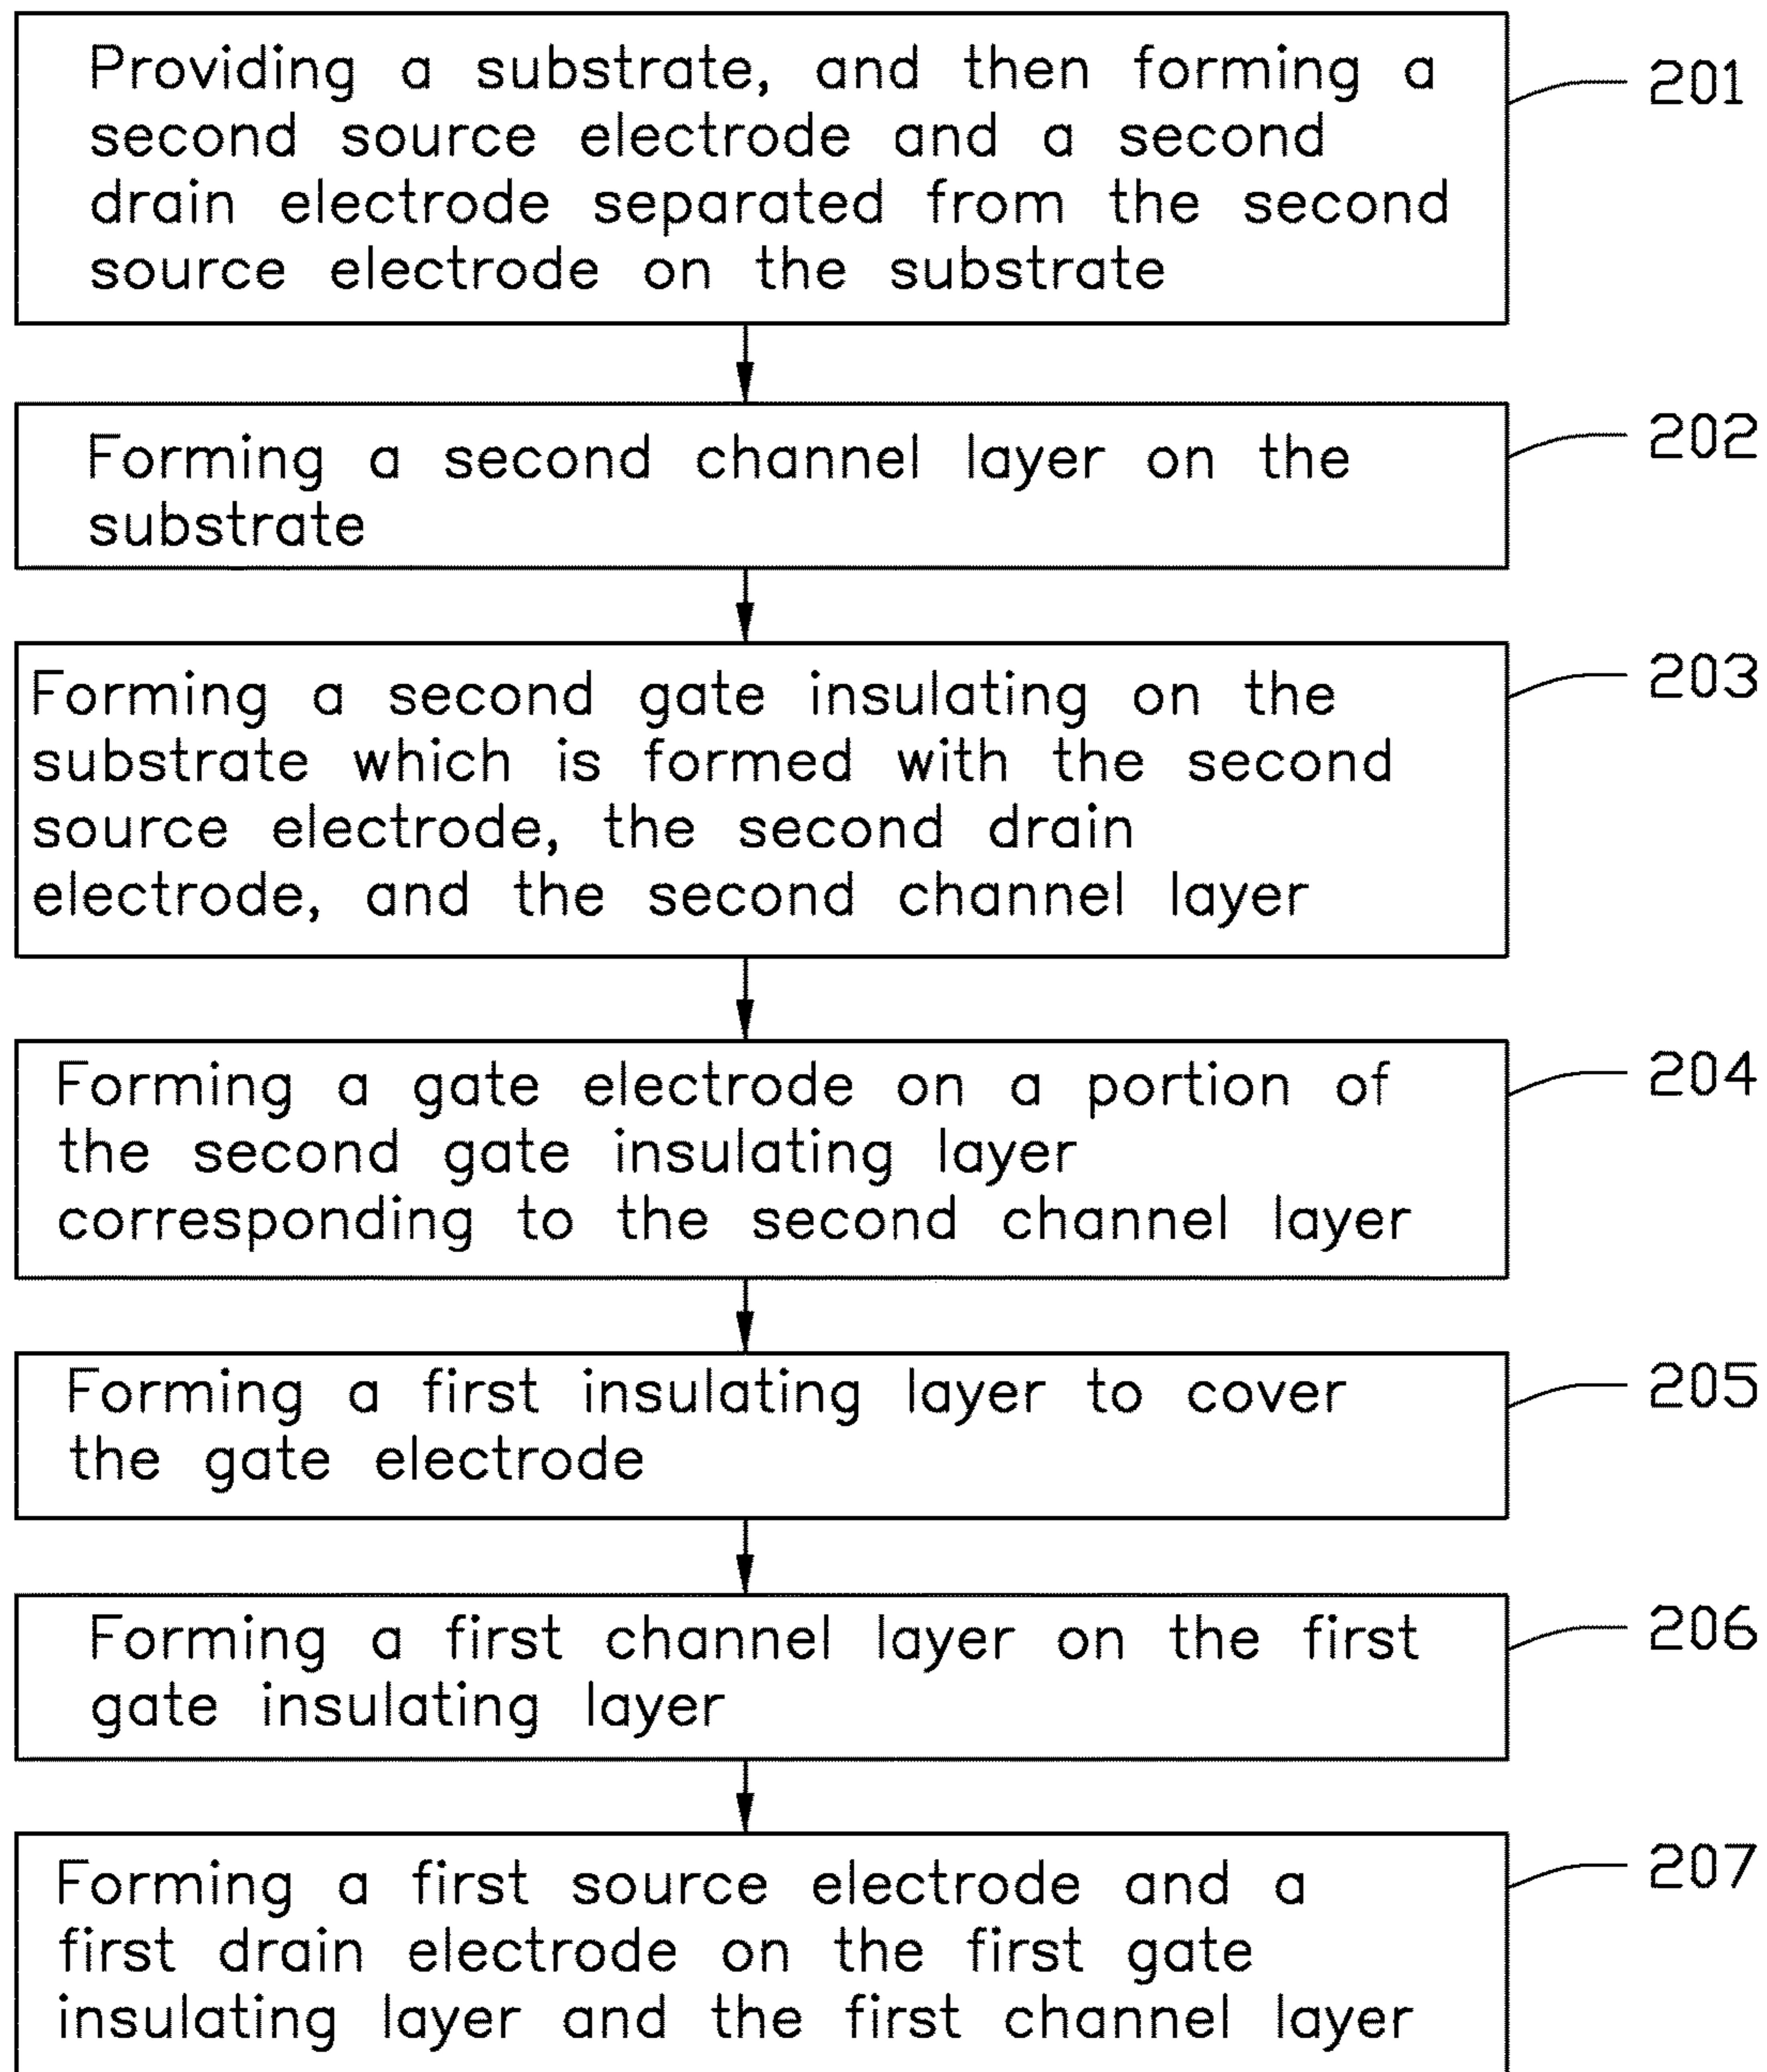 Providing a substrate, and then forming a
second source electrode and a second
drain electrode separated from the second
source electrode on the substrate
201
Forming a second channel layer on the
substrate
202
Forming a second gate insulating on the
substrate which is formed with the second
source electrode, the second drain
electrode, and the second channel layer
203
Forming a gate electrode on a portion of
the second gate insulating layer
corresponding to the second channel layer
204
Forming a first insulating layer to cover
the gate electrode
205
Forming a first channel layer on the first
gate insulating layer
206
Forming a first source electrode and a
first drain electrode on the first gate
insulating layer and the first channel layer
207